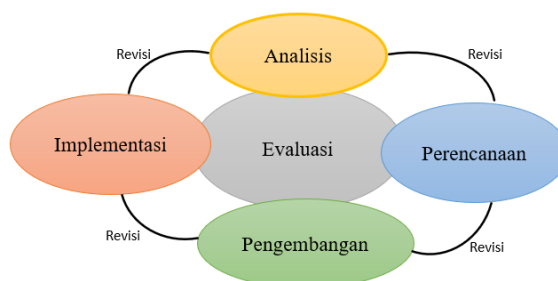 Revisi
Analisis
Revisi
Implementasi
Evaluasi
Perencanaan
Revisi
Pengembangan
Revisi